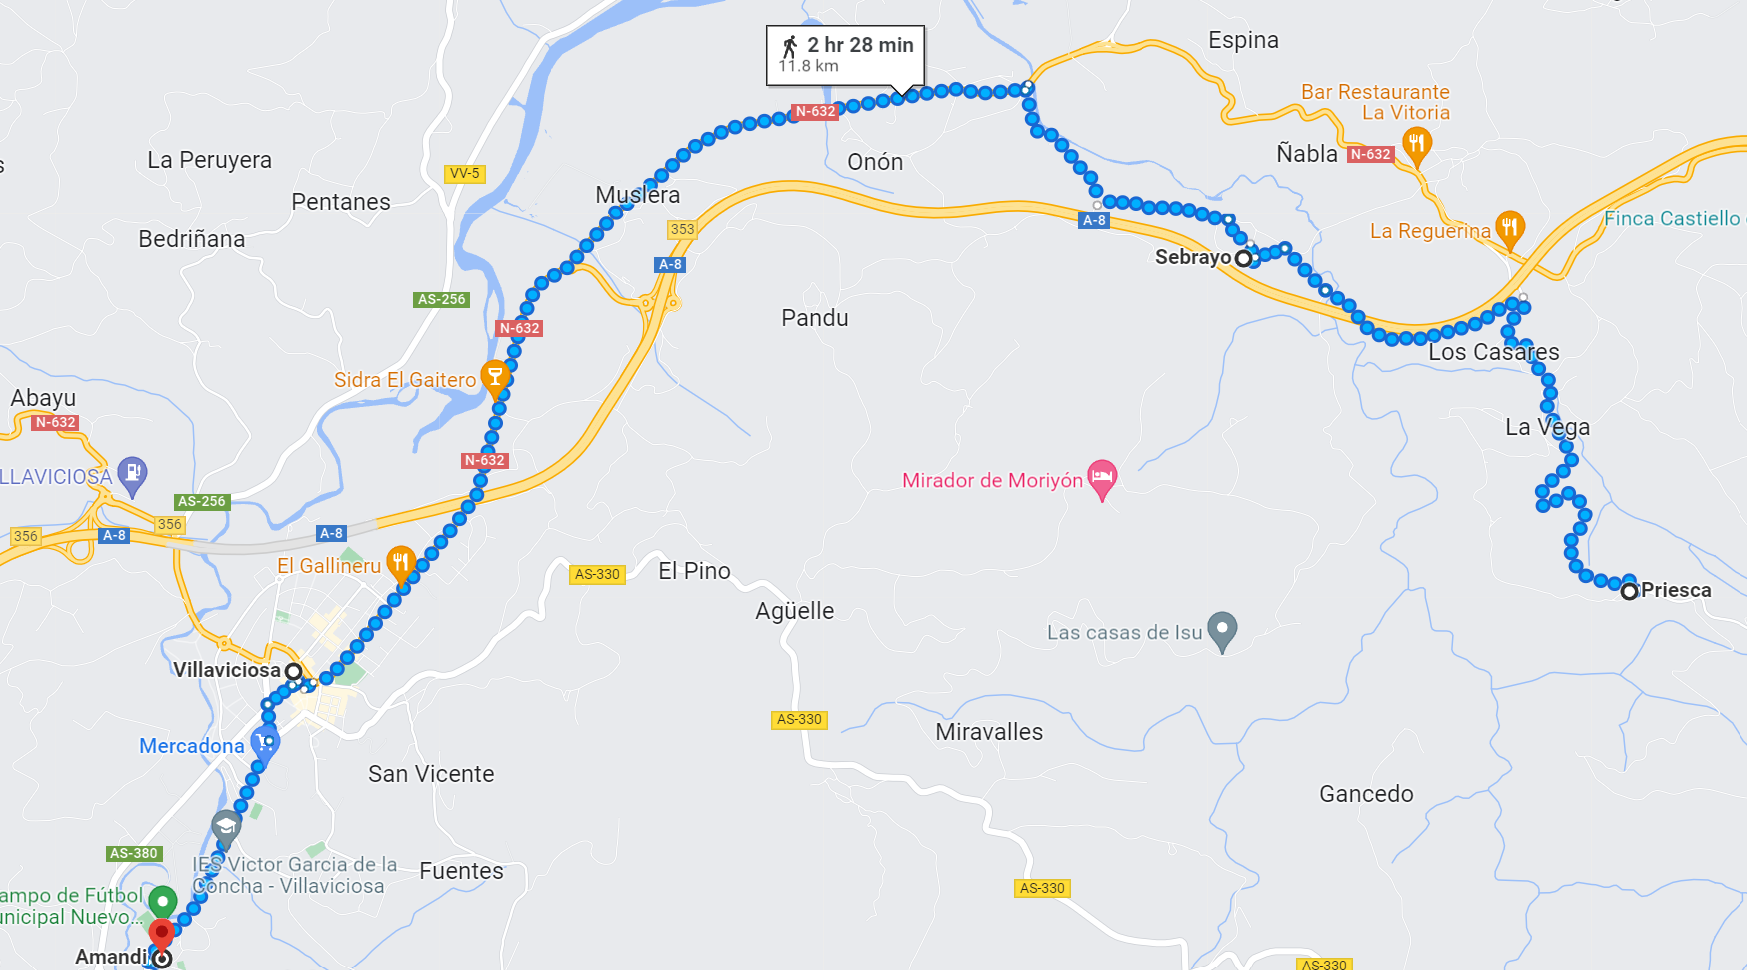 Espina
2 hr 28 min
11.8 km
Bar Restaurante
La Vitoria
N-632
Ñabla
N-632
La Peruyera
Onón
VV-5
Muslera
Pentanes
353
A-8
Finca Castiello
La Reguerina
Bedriñana
Sebrayo
A-8
AS-256
N-632
Pandu
Los Casares
Sidra El Gaitero
Abayu
N-632
La Vega
N-632
LLAVICIOSA
Mirador de Moriyón
AS-256
356
A-8
356
A-8
El Gallineru
AS-330
El Pino
Priesca
Agüelle
Las casas de Isu
Villaviciosa
AS-330
Miravalles
Mercadona
San Vicente
Gancedo
AS-380
IES Victor Garcia de la
Concha - Villaviciosa
Fuentes
AS-330
ampo de Fútbol
unicipal Nuevo...
Amandi
AS-330